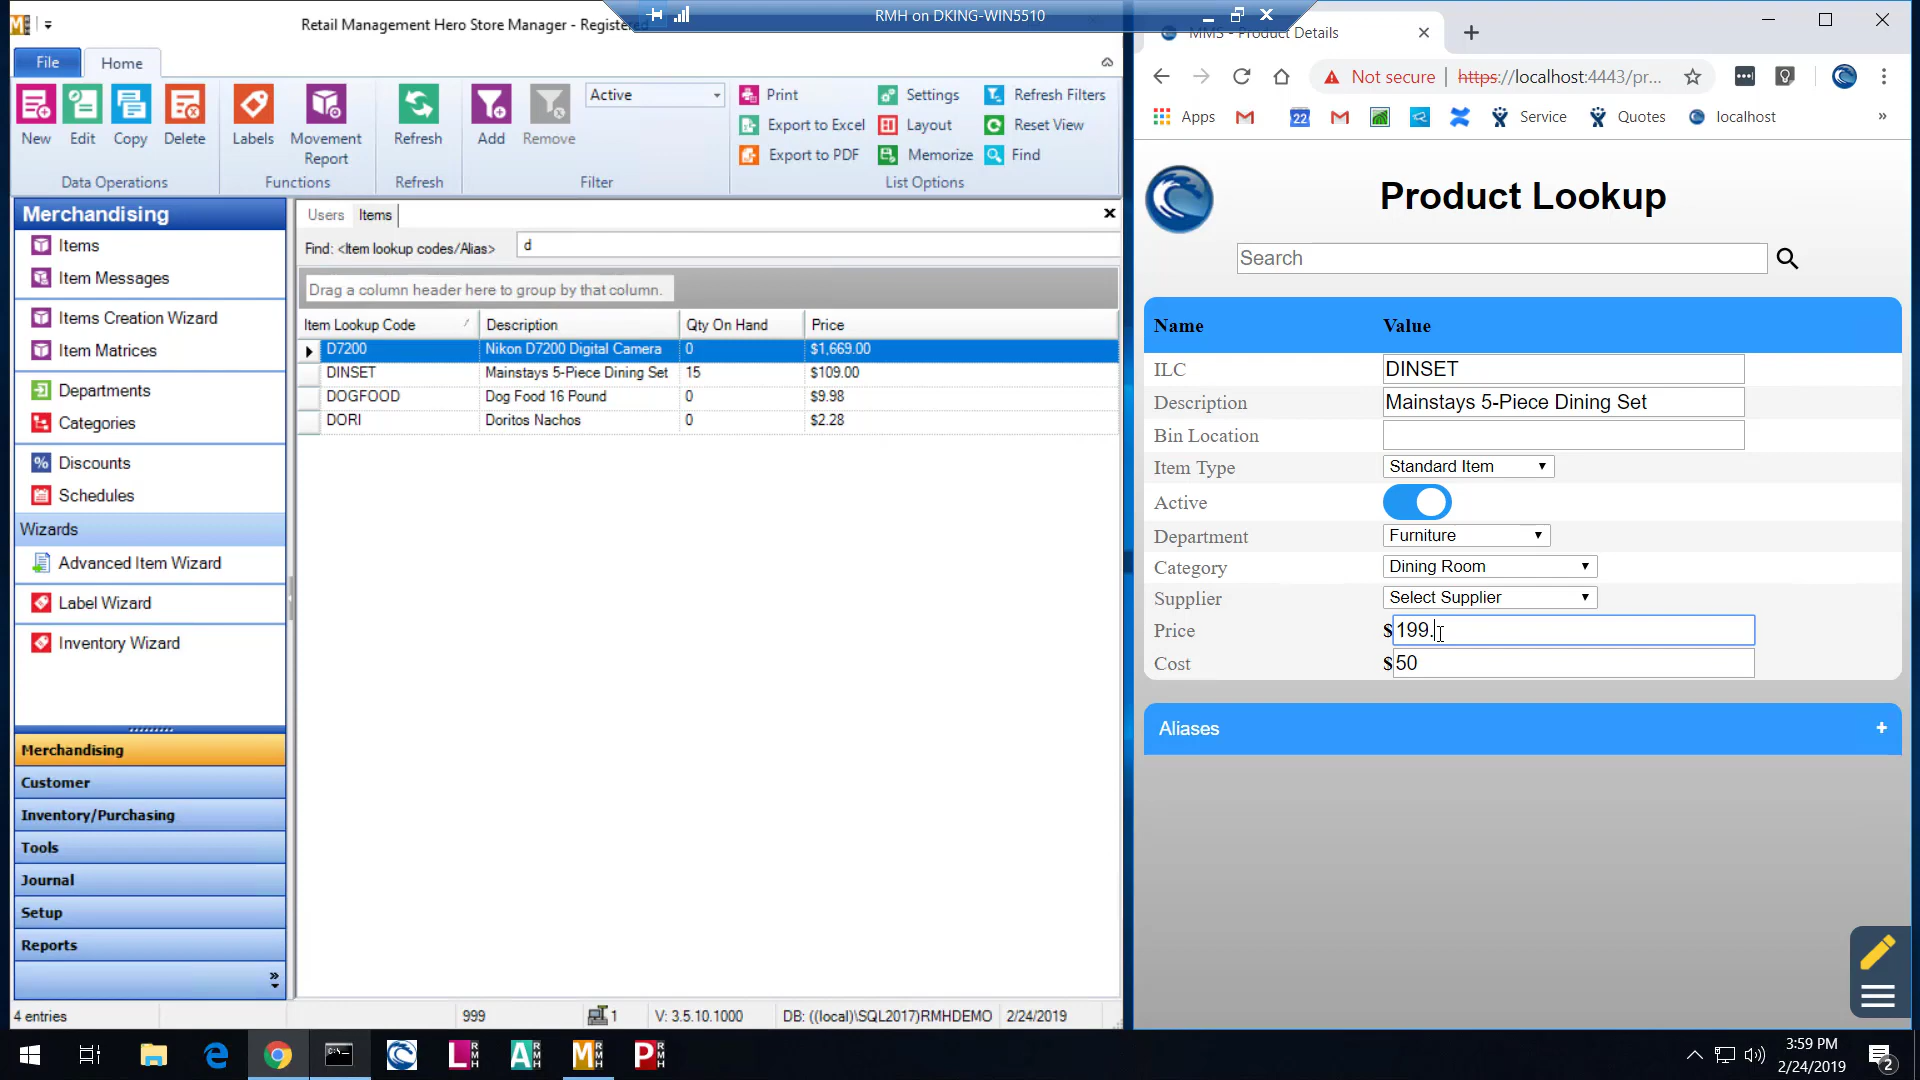 Retail Management Hero Store Manager - Registere
RMH on DKING-WIN5510
File
Home
New
Edit
Copy
Delete
Data Operations
Labels
Movement
Report
Functions
Refresh
Refresh
Add
Remove
Active
Filter
Print
Export to Excel
Export to PDF
Settings
Layout
Memorize
Refresh Filters
Reset View
Find
List Options
Merchandising
Items
Item Messages
Items Creation Wizard
Item Matrices
Departments
Categories
Discounts
Schedules
Wizards
Advanced Item Wizard
Label Wizard
Inventory Wizard
Merchandising
Customer
Inventory/Purchasing
Tools
Journal
Setup
Reports
Users
Items
Find: <Item lookup codes/Alias>
d
Drag a column header here to group by that column.
Item Lookup Code Description Qty On Hand Price
D7200 Nikon D7200 Digital Camera 0 $1,669.00
DINSET Mainstays 5-Piece Dining Set 15 $109.00
DOGFOOD Dog Food 16 Pound 0 $9.98
DORI Doritos Nachos 0 $2.28
4 entries
999
1
V: 3.5.10.1000
DB: ((local)\SQL2017)RMHDEMO
2/24/2019
MMS - Product Details
Not secure
https://localhost:4443/pr...
Apps
22
Service
Quotes
localhost
»
Product Lookup
Search
Name Value
ILC DINSET
Description Mainstays 5-Piece Dining Set
Bin Location
Item Type Standard Item
Active
Department Furniture
Category Dining Room
Supplier Select Supplier
Price $199.
Cost $50
Aliases +
L RMH
A RMH
M RMH
P RMH
3:59 PM
2/24/2019
2